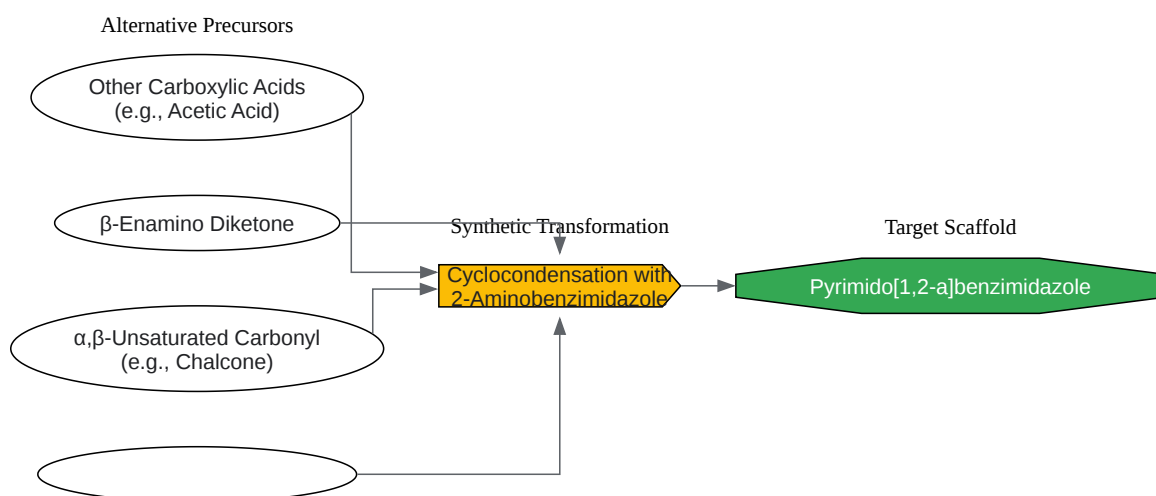 Alternative Precursors
Other Carboxylic Acids
(e.g., Acetic Acid)
β-Enamino Diketone
α,β-Unsaturated Carbonyl
(e.g., Chalcone)
Synthetic Transformation
Cyclocondensation with
2-Aminobenzimidazole
Target Scaffold
Pyrimido[1,2-a]benzimidazole